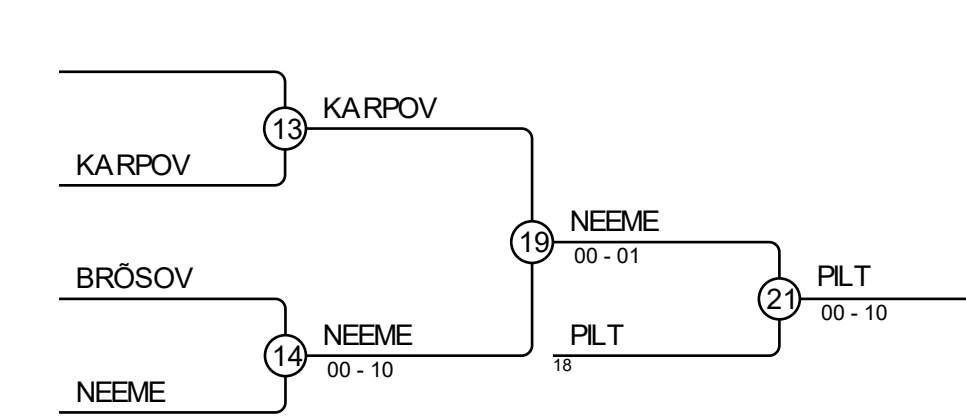 KARPOV
13
KARPOV
NEEME
19
00 - 01
BRÕSOV
PILT
21
00 - 10
NEEME
PILT
14
18
00 - 10
NEEME